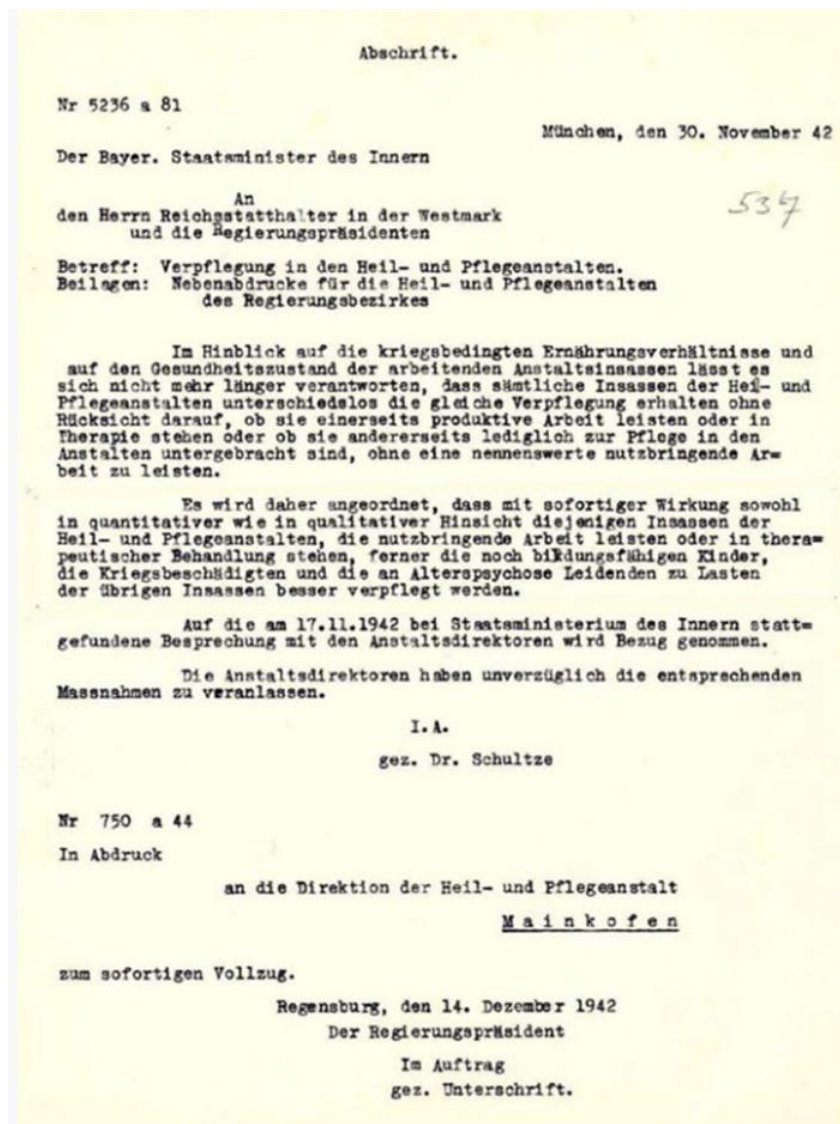 Abschrift.
Nr 5236 a 81
München, den 30. November 42
Der Bayer. Staatsminister des Innern
An
den Herrn Reichsstatthalter in der Westmark
und die Regierungspräsidenten
537
Betreff: Verpflegung in den Heil- und Pflegeanstalten.
Beilagen: Nebenabdrucke für die Heil- und Pflegeanstalten
des Regierungsbezirkes
Im Hinblick auf die kriegsbedingten Ernährungsverhältnisse und
auf den Gesundheitszustand der arbeitenden Anstaltsinsassen lässt es
sich nicht mehr länger verantworten, dass sämtliche Insassen der Heil- und
Pflegeanstalten unterschiedslos die gleiche Verpflegung erhalten ohne
Rücksicht darauf, ob sie einerseits produktive Arbeit leisten oder in
Therapie stehen oder ob sie andererseits lediglich zur Pflege in den
Anstalten untergebracht sind, ohne eine nennenswerte nutzbringende Ar=
beit zu leisten.
Es wird daher angeordnet, dass mit sofortiger Wirkung sowohl
in quantitativer wie in qualitativer Hinsicht diejenigen Insassen der
Heil- und Pflegeanstalten, die nutzbringende Arbeit leisten oder in thera=
peutischer Behandlung stehen, ferner die noch bildungsfähigen Kinder,
die Kriegsbeschädigten und die an Alterspsychose Leidenden zu Lasten
der übrigen Insassen besser verpflegt werden.
Auf die am 17.11.1942 bei Staatsministerium des Innern statt=
gefundene Besprechung mit den Anstaltsdirektoren wird Bezug genommen.
Die Anstaltsdirektoren haben unverzüglich die entsprechenden
Massnahmen zu veranlassen.
I.A.
gez. Dr. Schultze
Nr 750 a 44
In Abdruck
an die Direktion der Heil- und Pflegeanstalt
M a i n k o f e n
zum sofortigen Vollzug.
Regensburg, den 14. Dezember 1942
Der Regierungspräsident
Im Auftrag
gez. Unterschrift.